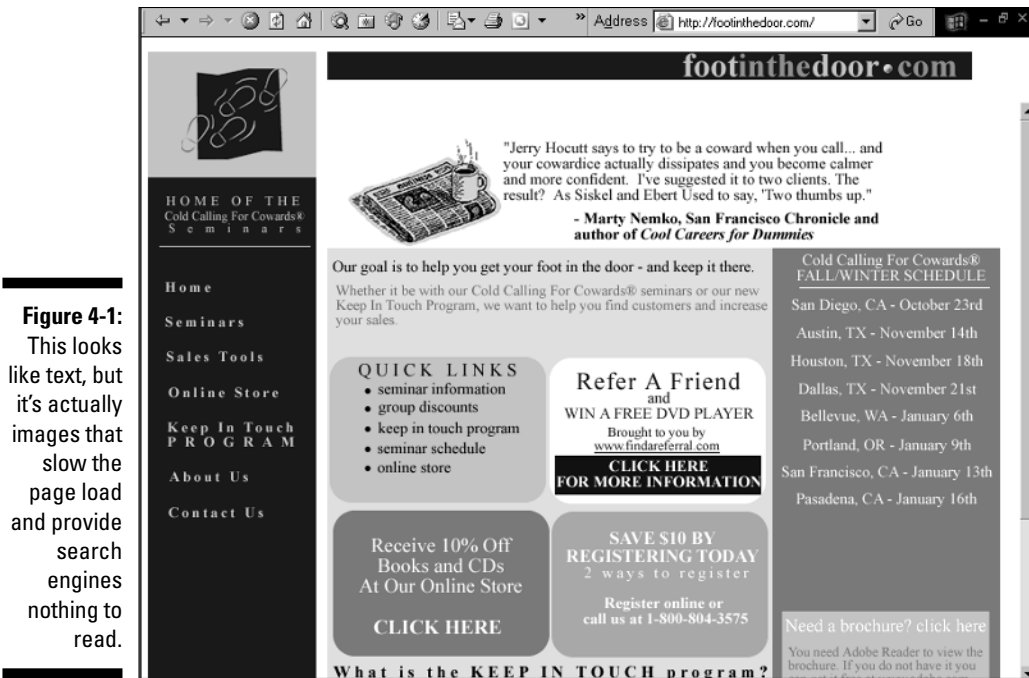 Figure 4-1:
This looks
like text, but
it's actually
images that
slow the
page load
and provide
search
engines
nothing to
read.
» Address http://footinthedoor.com/ Go
footinthedoor•com
HOME OF THE
Cold Calling For Cowards®
Seminars
Home
Seminars
Sales Tools
Online Store
Keep In Touch
PROGRAM
About Us
Contact Us
"Jerry Hocutt says to try to be a coward when you call... and
your cowardice actually dissipates and you become calmer
and more confident. I've suggested it to two clients. The
result? As Siskel and Ebert Used to say, 'Two thumbs up."
- Marty Nemko, San Francisco Chronicle and
author of Cool Careers for Dummies
Our goal is to help you get your foot in the door - and keep it there.
Whether it be with our Cold Calling For Cowards® seminars or our new
Keep In Touch Program, we want to help you find customers and increase
your sales.
QUICK LINKS
• seminar information
• group discounts
• keep in touch program
• seminar schedule
• online store
Refer A Friend
and
WIN A FREE DVD PLAYER
Brought to you by
www.findareferral.com
CLICK HERE
FOR MORE INFORMATION
Receive 10% Off
Books and CDs
At Our Online Store
CLICK HERE
SAVE $10 BY
REGISTERING TODAY
2 ways to register
Register online or
call us at 1-800-804-3575
What is the KEEP IN TOUCH program?
Cold Calling For Cowards®
FALL/WINTER SCHEDULE
San Diego, CA - October 23rd
Austin, TX - November 14th
Houston, TX - November 18th
Dallas, TX - November 21st
Bellevue, WA - January 6th
Portland, OR - January 9th
San Francisco, CA - January 13th
Pasadena, CA - January 16th
Need a brochure? click here
You need Adobe Reader to view the
brochure. If you do not have it you